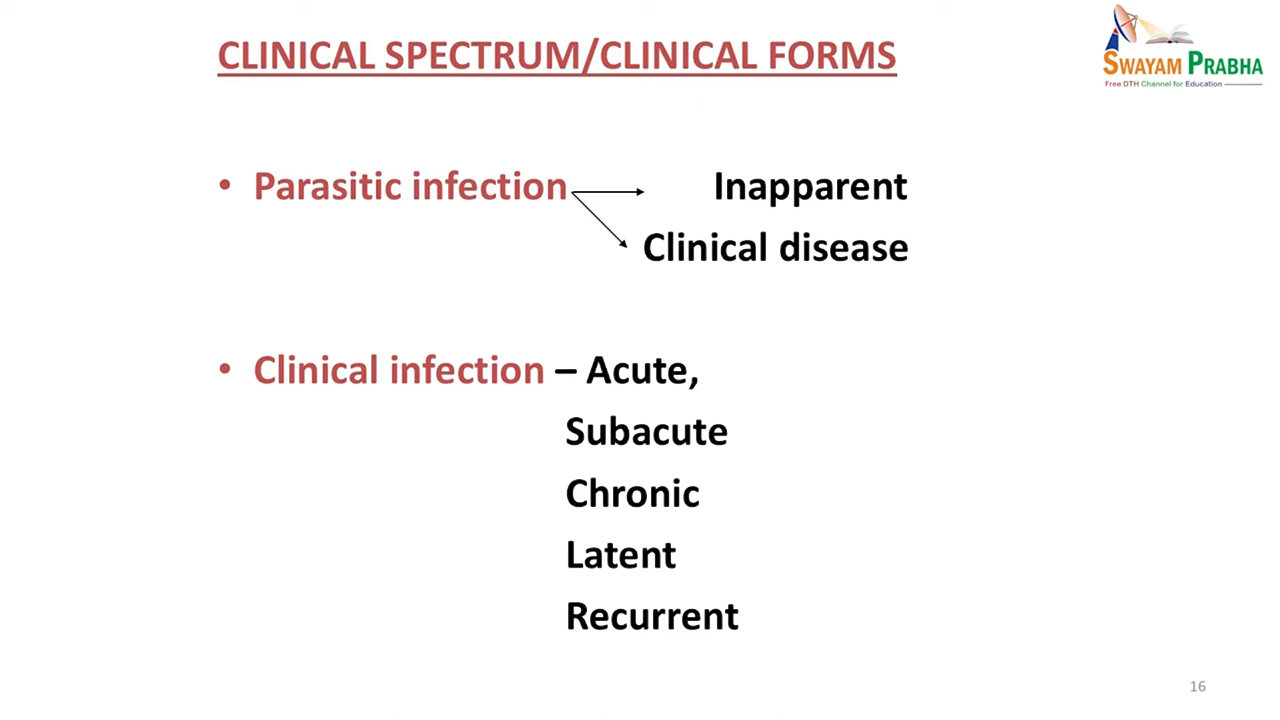 CLINICAL SPECTRUM/CLINICAL FORMS
SWAYAM PRABHA
Free DTH Channel for Education
• Parasitic infection Inapparent
Clinical disease
• Clinical infection – Acute,
Subacute
Chronic
Latent
Recurrent
16